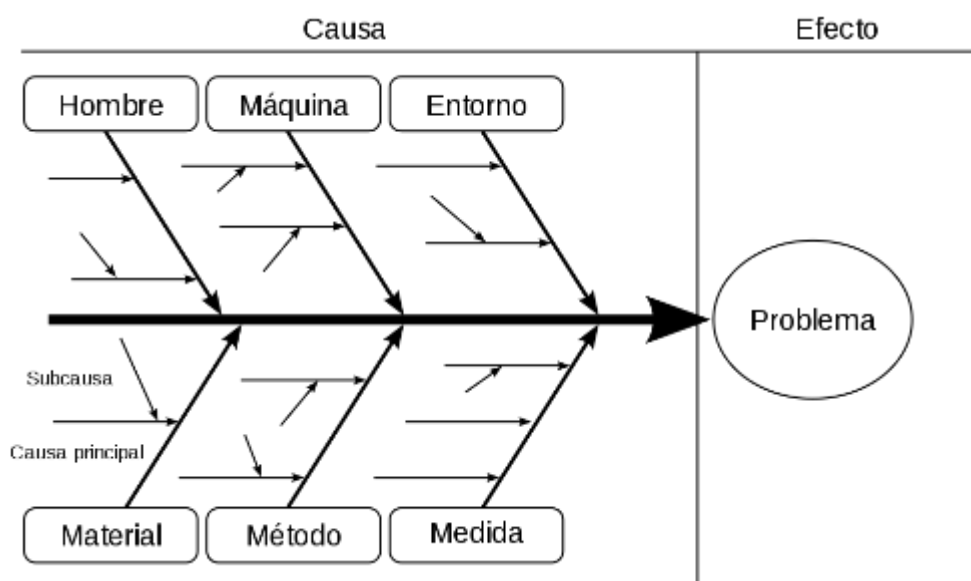 Causa
Efecto
Hombre
Máquina
Entorno
Problema
Subcausa
Causa principal
Material
Método
Medida